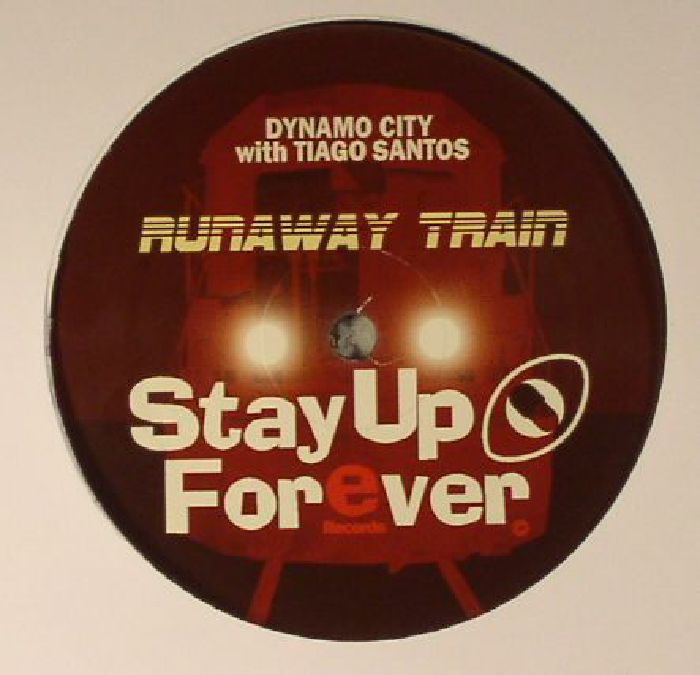 DYNAMO CITY
with TIAGO SANTOS
RUNAWAY TRAIN
Stay Up
Forever
Records